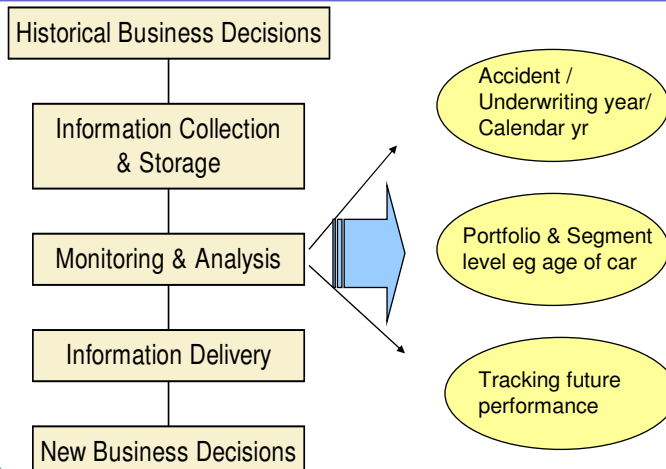 Historical Business Decisions
Information Collection
& Storage
Monitoring & Analysis
Information Delivery
New Business Decisions
Accident /
Underwriting year/
Calendar yr
Portfolio & Segment
level eg age of car
Tracking future
performance